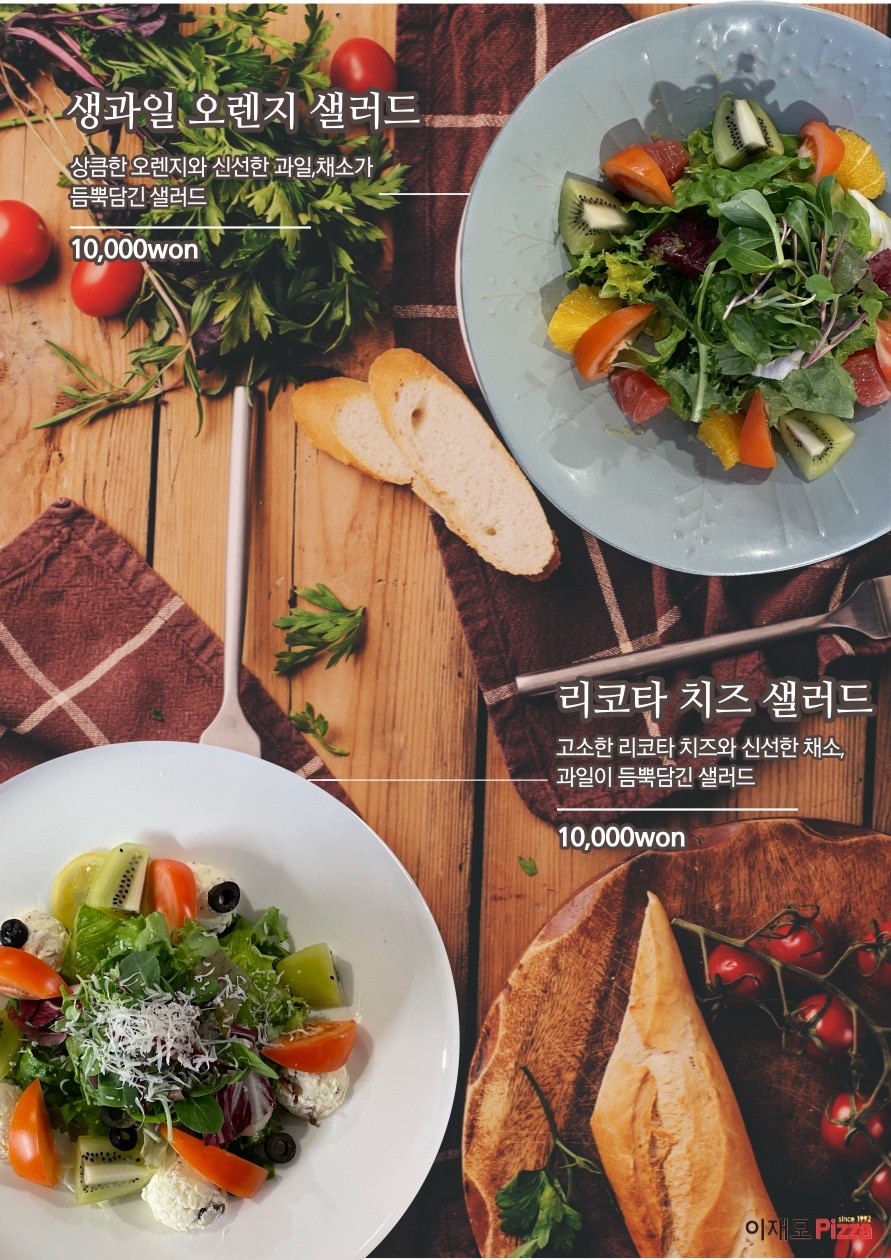 생과일 오렌지 샐러드
상큼한 오렌지와 신선한 과일,채소가
듬뿍담긴 샐러드
10,000won
리코타 치즈 샐러드
고소한 리코타 치즈와 신선한 채소,
과일이 듬뿍담긴 샐러드
10,000won
since 1992
이재모 Pizza